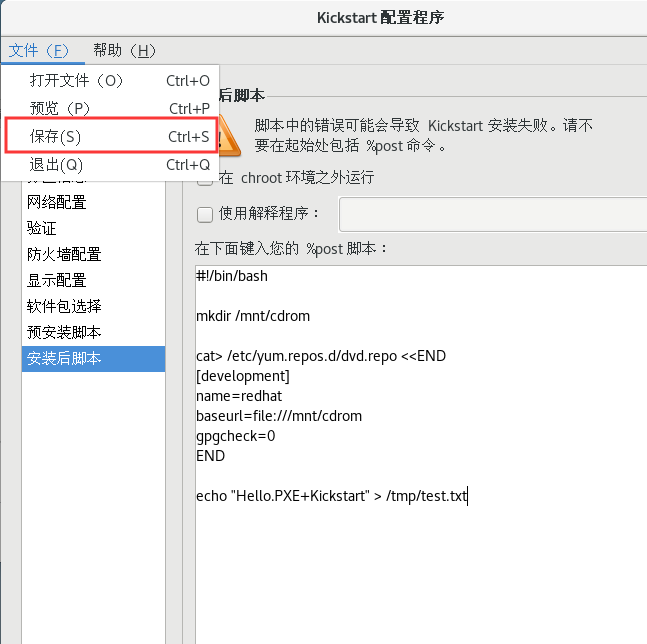 Kickstart 配置程序
文件（F） 帮助（H）
打开文件（O） Ctrl+O
预览（P） Ctrl+P
保存(S) Ctrl+S
退出(Q) Ctrl+Q
网络配置
验证
防火墙配置
显示配置
软件包选择
预安装脚本
安装后脚本
后脚本
脚本中的错误可能会导致 Kickstart 安装失败。请不
要在起始处包括 %post 命令。
在 chroot 环境之外运行
使用解释程序：
在下面键入您的 %post 脚本：
#!/bin/bash
mkdir /mnt/cdrom
cat> /etc/yum.repos.d/dvd.repo <<END
[development]
name=redhat
baseurl=file:///mnt/cdrom
gpgcheck=0
END
echo "Hello.PXE+Kickstart" > /tmp/test.txt